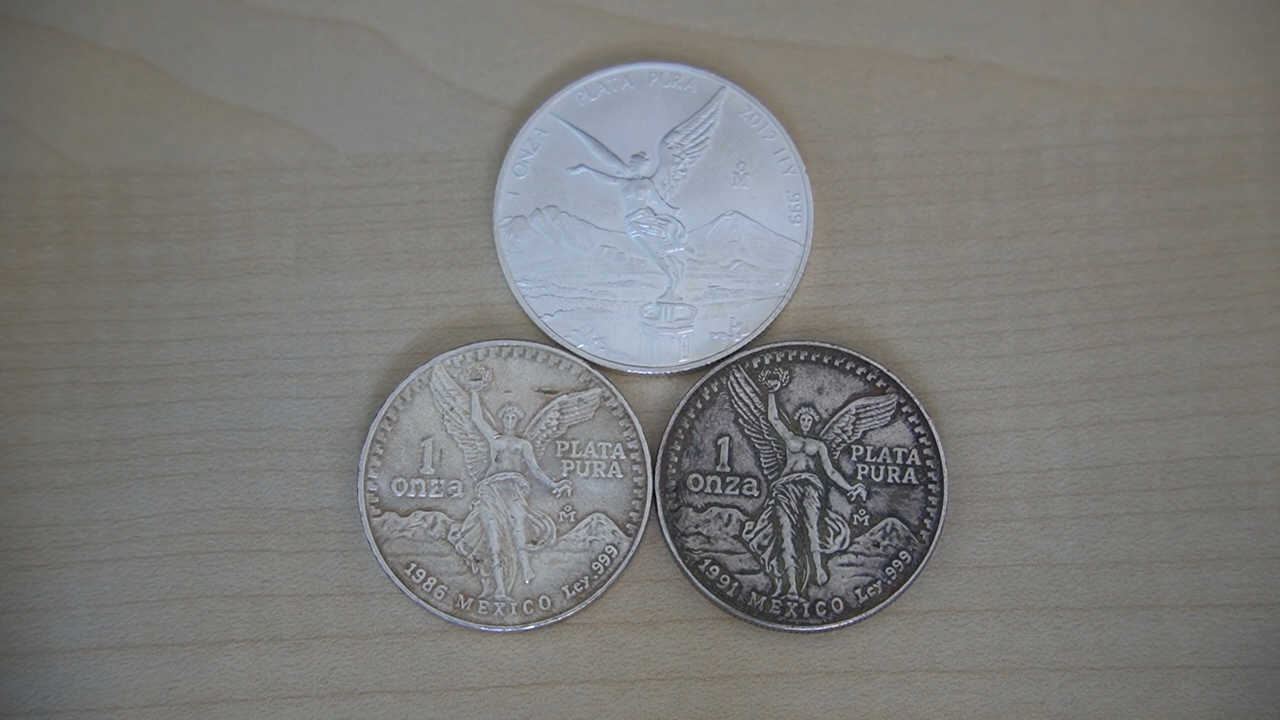 1 ONZA PLATA PURA 2012 LEY .999
M°
1
onza
PLATA
PURA
M°
1986 MEXICO Ley .999
1
onza
PLATA
PURA
M°
1991 MEXICO Ley .999